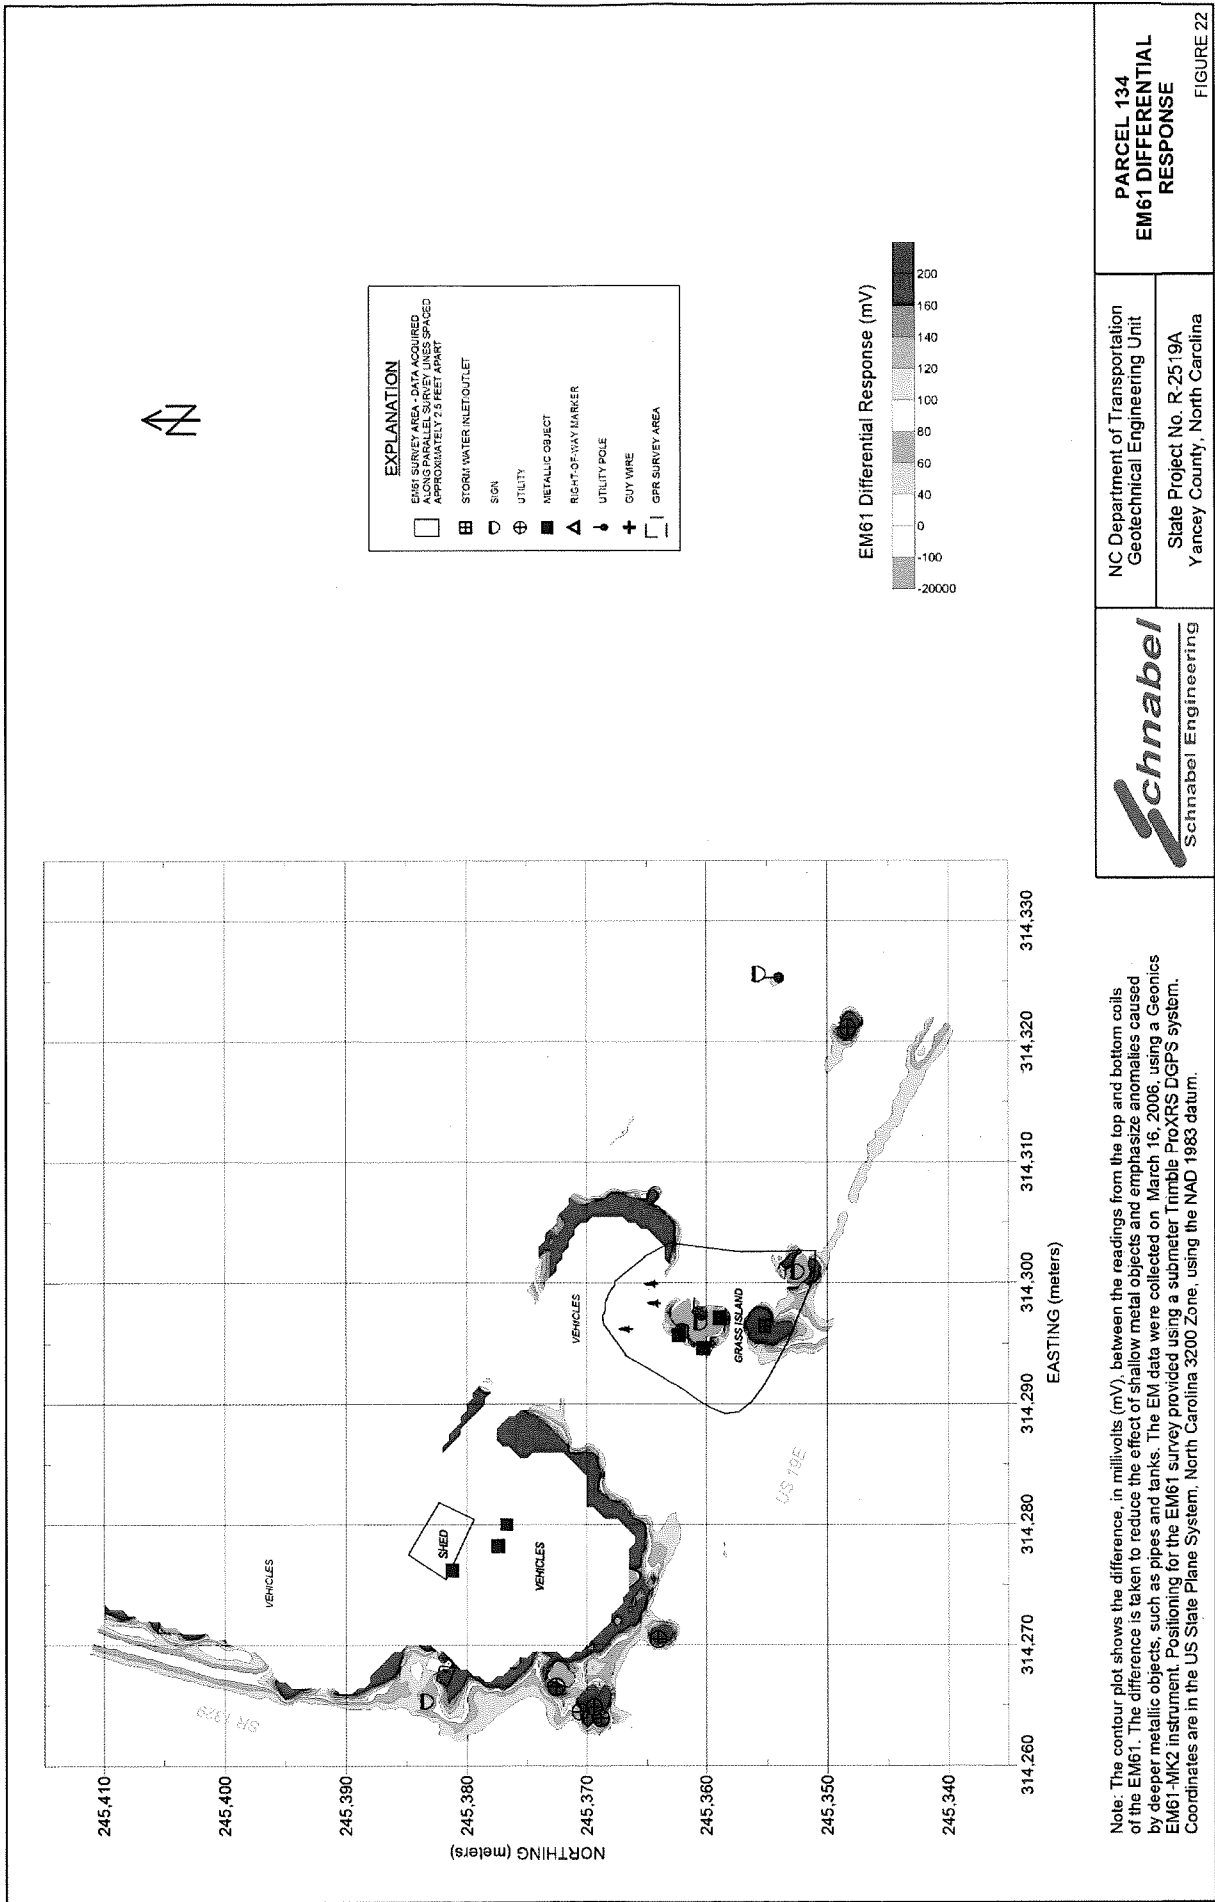 N
EXPLANATION
EM61 SURVEY AREA - DATA ACQUIRED
ALONG PARALLEL SURVEY LINES SPACED
APPROXIMATELY 2.5 FEET APART
STORM WATER INLET/OUTLET
SIGN
UTILITY
METALLIC OBJECT
RIGHT-OF-WAY MARKER
UTILITY POLE
GUY WIRE
GPR SURVEY AREA
EM61 Differential Response (mV)
-20000
-100
0
40
60
80
100
120
140
160
200
NORTHING (meters)
245,410
245,400
245,390
245,380
245,370
245,360
245,350
245,340
314,260
314,270
314,280
314,290
314,300
314,310
314,320
314,330
EASTING (meters)
SR 1329
VEHICLES
SHED
VEHICLES
VEHICLES
GRASS ISLAND
US 19E
Note: The contour plot shows the difference, in millivolts (mV), between the readings from the top and bottom coils
of the EM61. The difference is taken to reduce the effect of shallow metal objects and emphasize anomalies caused
by deeper metallic objects, such as pipes and tanks. The EM data were collected on March 16, 2006, using a Geonics
EM61-MK2 instrument. Positioning for the EM61 survey provided using a submeter Trimble ProXRS DGPS system.
Coordinates are in the US State Plane System, North Carolina 3200 Zone, using the NAD 1983 datum.
Schnabel
Schnabel Engineering
NC Department of Transportation
Geotechnical Engineering Unit
State Project No. R-2519A
Yancey County, North Carolina
PARCEL 134
EM61 DIFFERENTIAL
RESPONSE
FIGURE 22